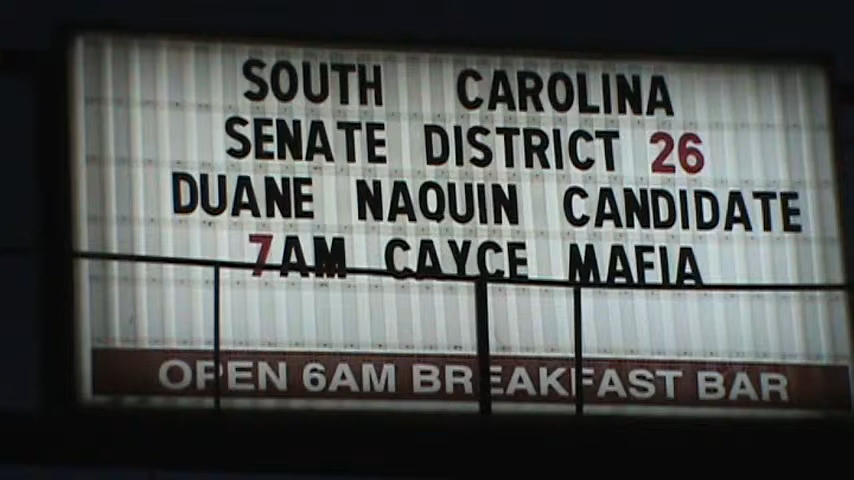 SOUTH CAROLINA
SENATE DISTRICT 26
DUANE NAQUIN CANDIDATE
7AM CAYCE MAFIA
OPEN 6AM BREAKFAST BAR